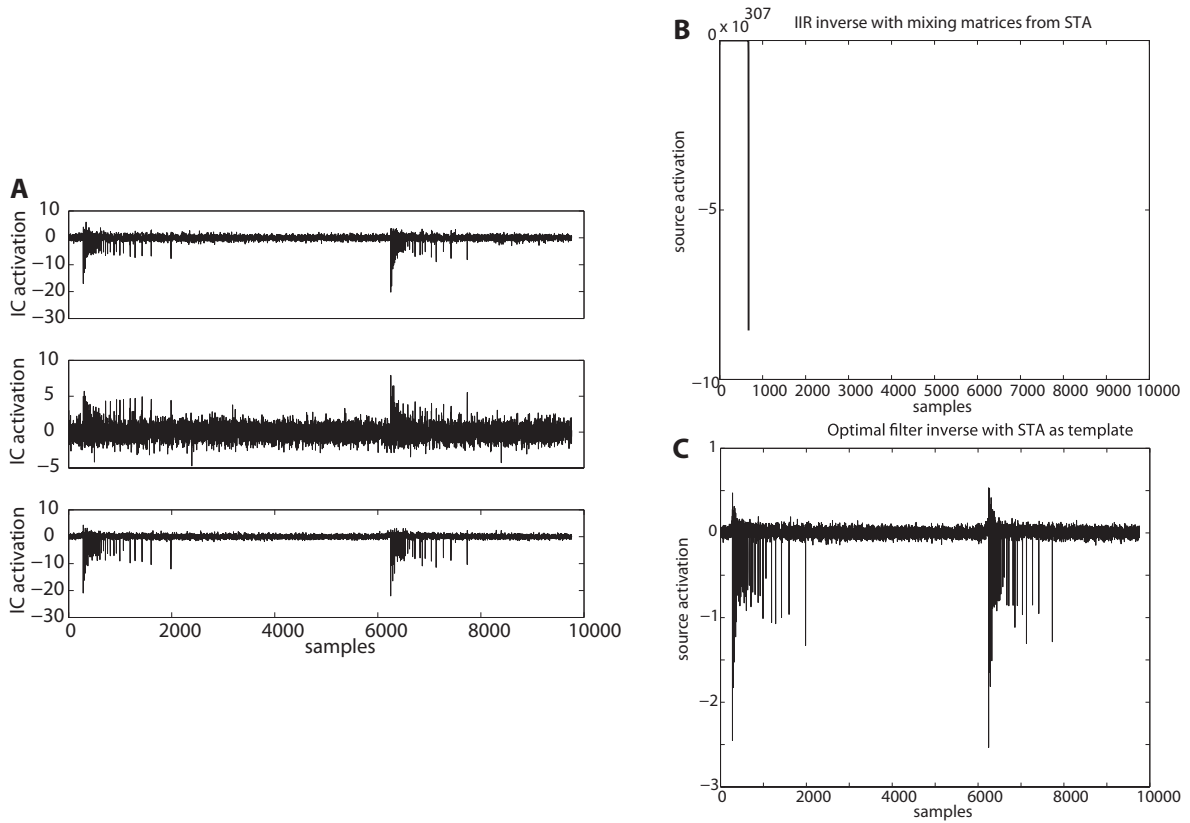 A
IC activation
10
0
−10
−20
−30
IC activation
10
5
0
−5
IC activation
10
0
−10
−20
−30
0 2000 4000 6000 8000 10000
samples
B
0 x 10 307
IIR inverse with mixing matrices from STA
source activation
−5
−10
0 1000 2000 3000 4000 5000 6000 7000 8000 9000 10000
samples
C
Optimal filter inverse with STA as template
source activation
1
0
−1
−2
−3
0 2000 4000 6000 8000 10000
samples